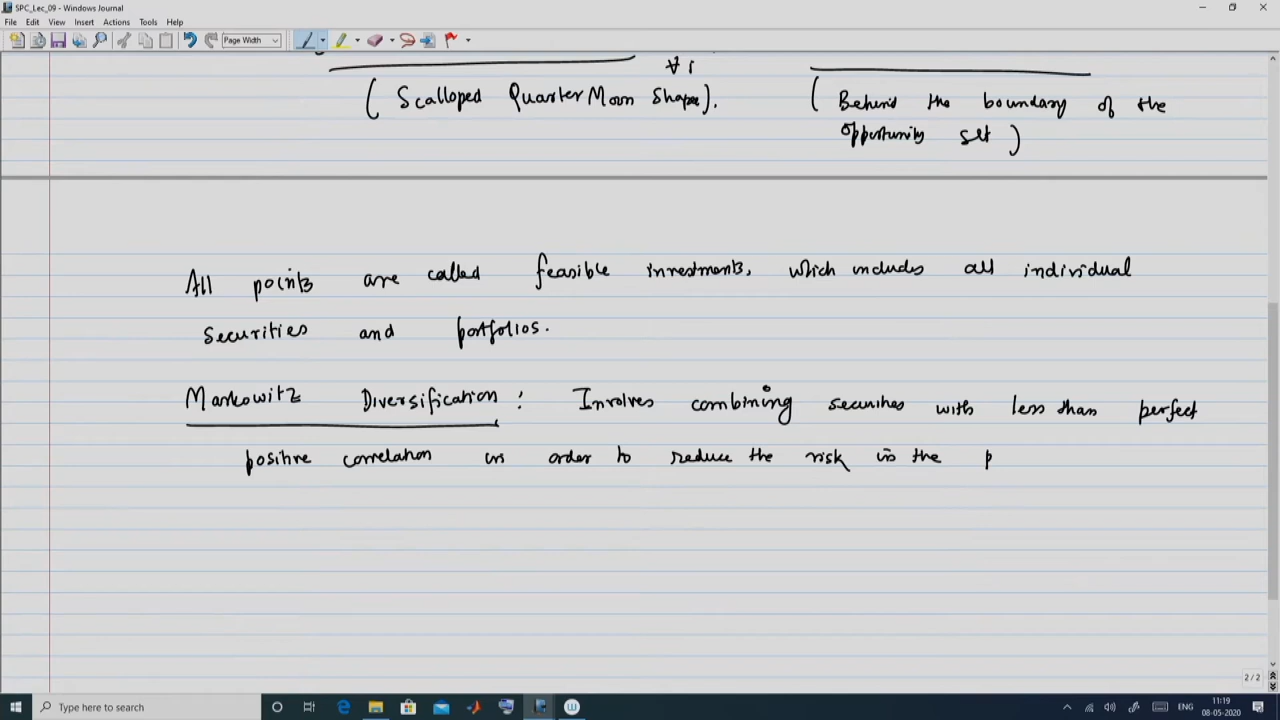 SPC_Lec_09 - Windows Journal
File Edit View Insert Actions Tools Help
Page Width
∀ i
( Scalloped Quarter Moon Shape).
( Behind the boundary of the
opportunity set )
All points are called feasible investments, which includes all individual
securities and portfolios.
Markowitz Diversification : Involves combining securities with less than perfect
positive correlation in order to reduce the risk in the p
2/2
Type here to search
ENG
11:19
08-05-2020